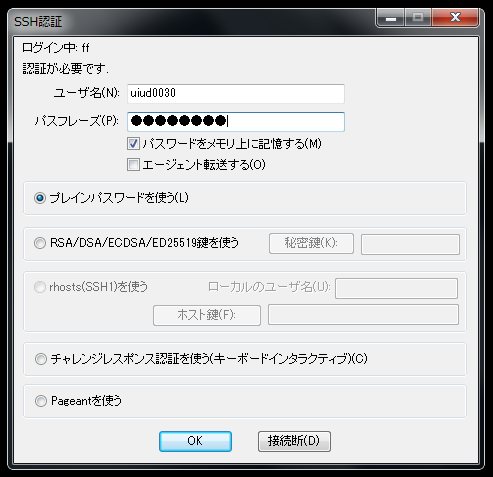 SSH認証
ログイン中: ff
認証が必要です.
ユーザ名(N): uiud0080
パスフレーズ(P): ●●●●●●●●
パスワードをメモリ上に記憶する(M)
エージェント転送する(O)
プレインパスワードを使う(L)
RSA/DSA/ECDSA/ED25519鍵を使う 秘密鍵(K):
rhosts(SSH1)を使う ローカルのユーザ名(U):
ホスト鍵(F):
チャレンジレスポンス認証を使う(キーボードインタラクティブ)(C)
Pageantを使う
OK 接続断(D)